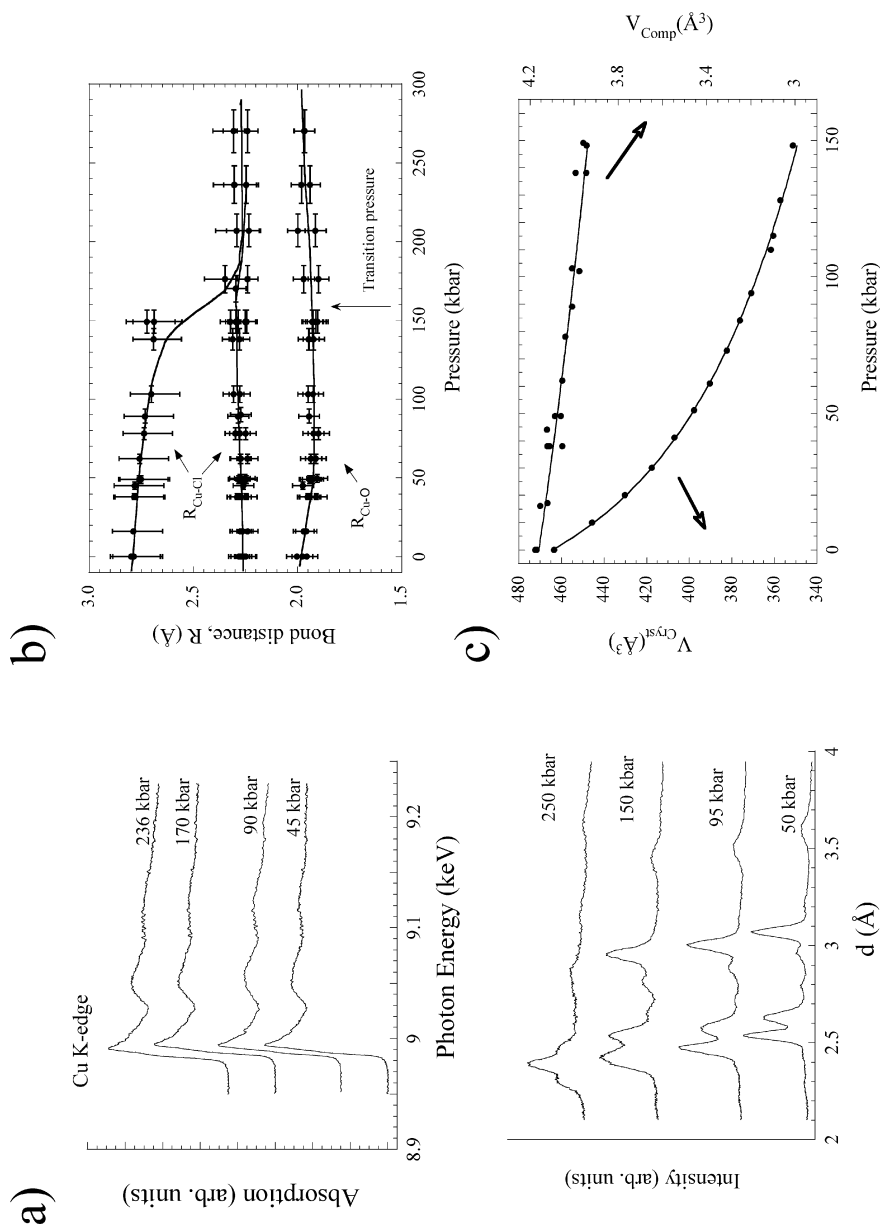 a)
Cu K-edge
236 kbar
170 kbar
90 kbar
45 kbar
Absorption (arb. units)
8.9
9
9.1
9.2
Photon Energy (keV)
250 kbar
150 kbar
95 kbar
50 kbar
Intensity (arb. units)
2
2.5
3
3.5
4
d (Å)
b)
3.0
2.5
2.0
1.5
Bond distance, R (Å)
R Cu-Cl
R Cu-O
Transition pressure
0
50
100
150
200
250
300
Pressure (kbar)
c)
480
460
440
420
400
380
360
340
V Cryst (Å³)
4.2
3.8
3.4
3
V Comp (Å³)
0
50
100
150
Pressure (kbar)